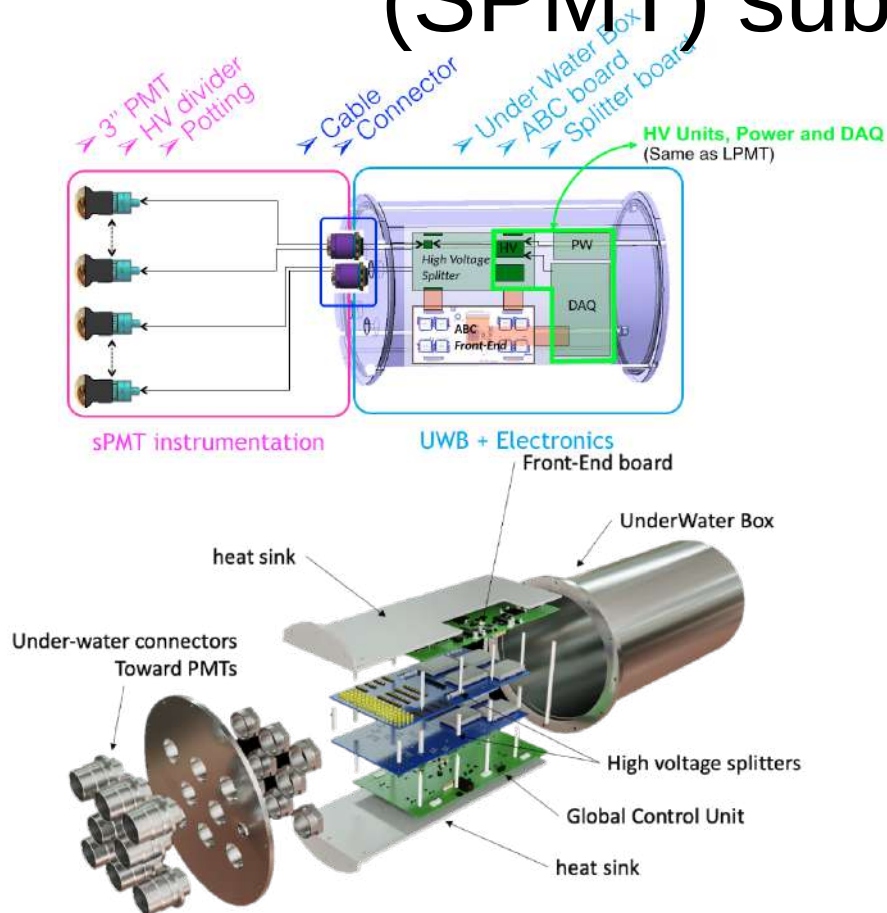 (SPMT) sub
➢ 3" PMT
➢ HV divider
➢ Potting
➢ Cable
➢ Connector
➢ Under Water Box
➢ ABC board
➢ Splitter board
HV Units, Power and DAQ
(Same as LPMT)
HV
PW
High Voltage
Splitter
DAQ
ABC
Front-End
sPMT instrumentation
UWB + Electronics
Front-End board
UnderWater Box
heat sink
Under-water connectors
Toward PMTs
High voltage splitters
Global Control Unit
heat sink